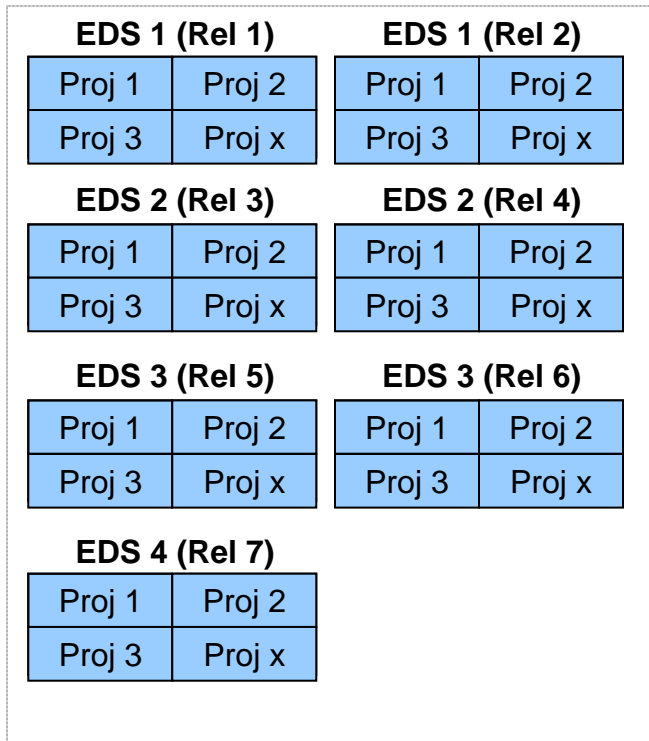 EDS 1 (Rel 1) EDS 1 (Rel 2)
Proj 1 Proj 2 Proj 1 Proj 2
Proj 3 Proj x Proj 3 Proj x
EDS 2 (Rel 3) EDS 2 (Rel 4)
Proj 1 Proj 2 Proj 1 Proj 2
Proj 3 Proj x Proj 3 Proj x
EDS 3 (Rel 5) EDS 3 (Rel 6)
Proj 1 Proj 2 Proj 1 Proj 2
Proj 3 Proj x Proj 3 Proj x
EDS 4 (Rel 7)
Proj 1 Proj 2
Proj 3 Proj x